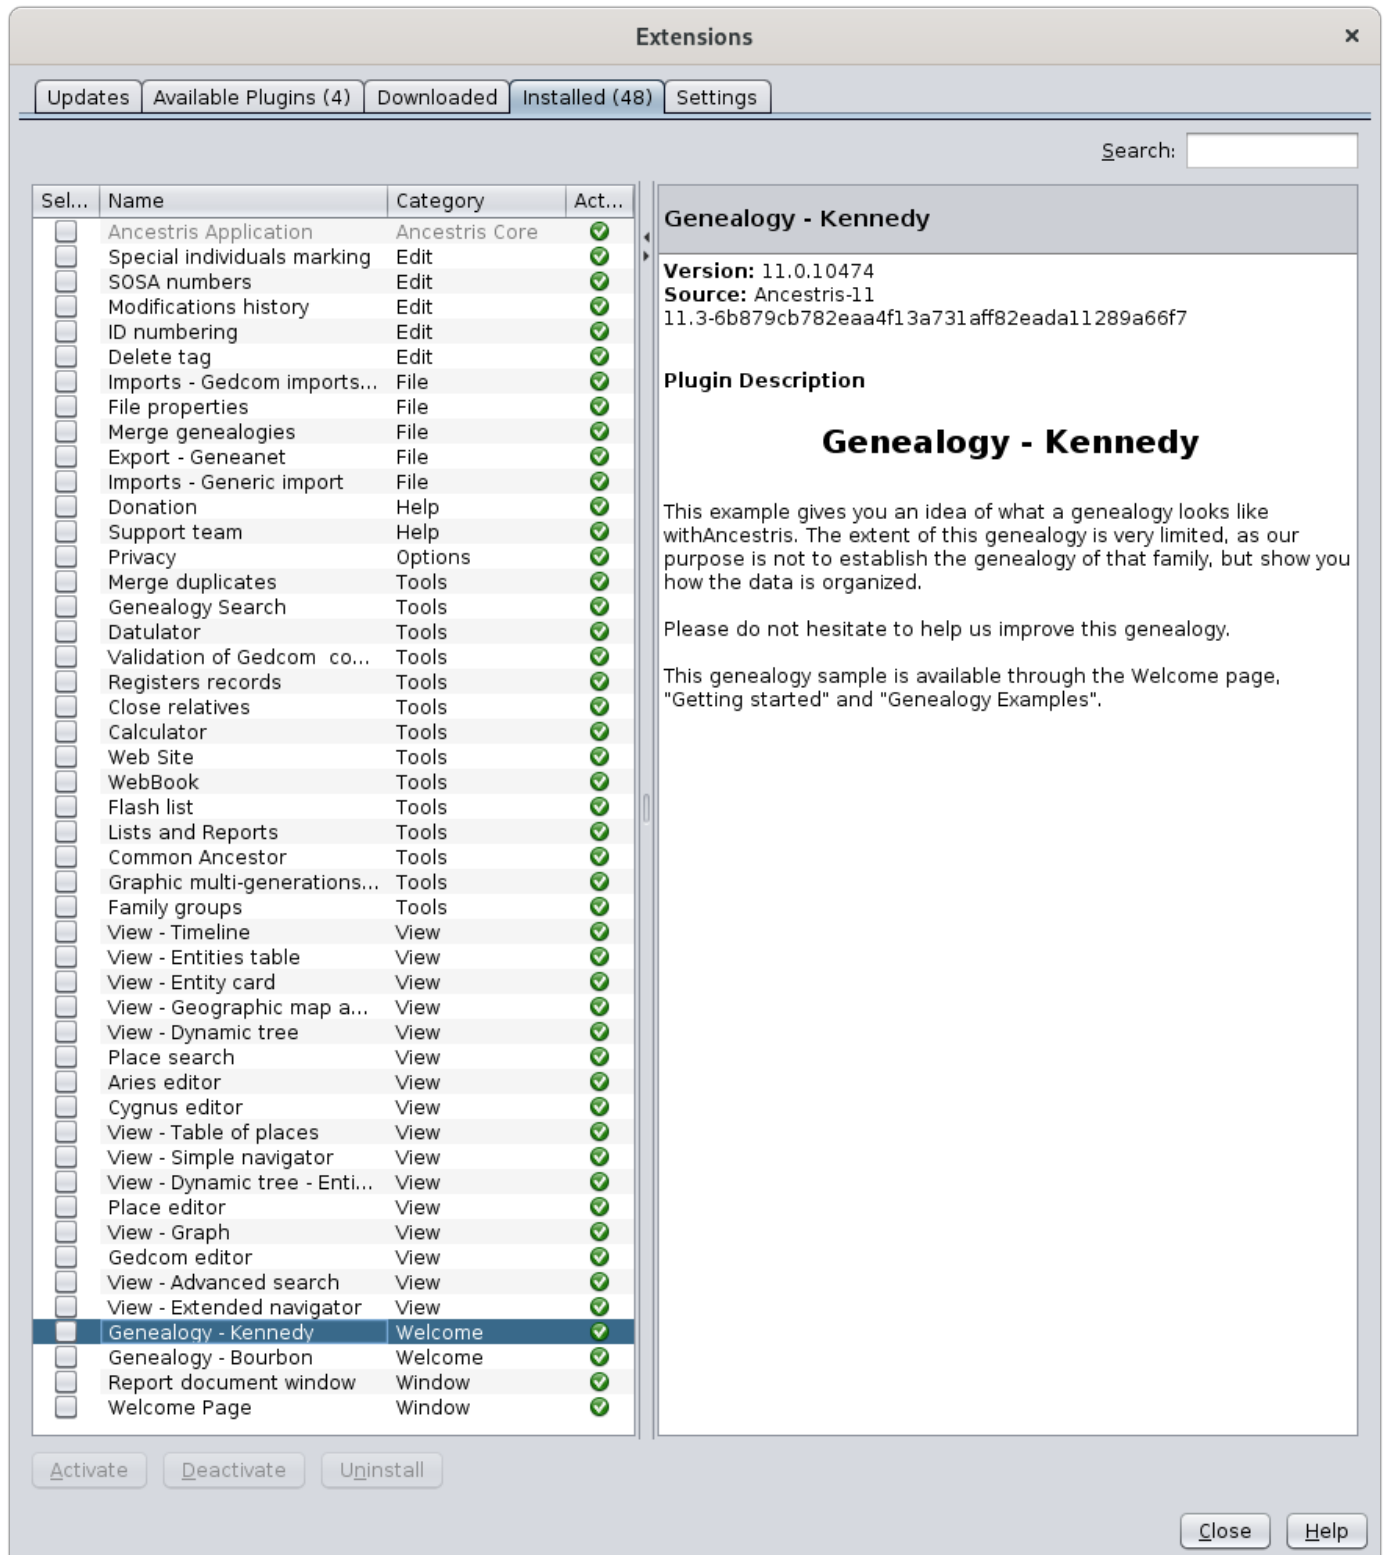 Extensions
Updates Available Plugins (4) Downloaded Installed (48) Settings
Search:
Sel... Name Category Act...
Ancestris Application Ancestris Core
Special individuals marking Edit
SOSA numbers Edit
Modifications history Edit
ID numbering Edit
Delete tag Edit
Imports - Gedcom imports... File
File properties File
Merge genealogies File
Export - Geneanet File
Imports - Generic import File
Donation Help
Support team Help
Privacy Options
Merge duplicates Tools
Genealogy Search Tools
Datulator Tools
Validation of Gedcom  co... Tools
Registers records Tools
Close relatives Tools
Calculator Tools
Web Site Tools
WebBook Tools
Flash list Tools
Lists and Reports Tools
Common Ancestor Tools
Graphic multi-generations... Tools
Family groups Tools
View - Timeline View
View - Entities table View
View - Entity card View
View - Geographic map a... View
View - Dynamic tree View
Place search View
Aries editor View
Cygnus editor View
View - Table of places View
View - Simple navigator View
View - Dynamic tree - Enti... View
Place editor View
View - Graph View
Gedcom editor View
View - Advanced search View
View - Extended navigator View
Genealogy - Kennedy Welcome
Genealogy - Bourbon Welcome
Report document window Window
Welcome Page Window
Genealogy - Kennedy
Version: 11.0.10474
Source: Ancestris-11
11.3-6b879cb782eaa4f13a731aff82eada11289a66f7
Plugin Description
Genealogy - Kennedy
This example gives you an idea of what a genealogy looks like
withAncestris. The extent of this genealogy is very limited, as our
purpose is not to establish the genealogy of that family, but show you
how the data is organized.
Please do not hesitate to help us improve this genealogy.
This genealogy sample is available through the Welcome page,
"Getting started" and "Genealogy Examples".
Activate Deactivate Uninstall
Close Help